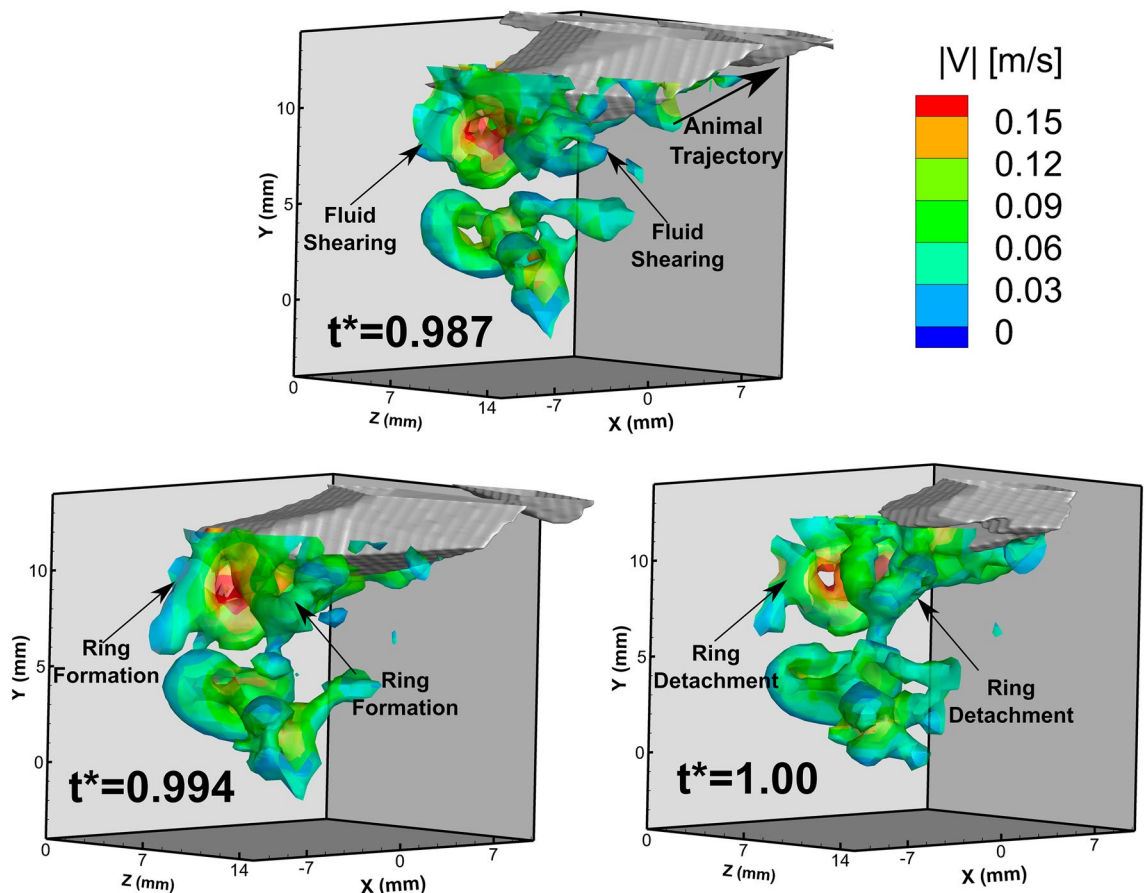 |V| [m/s]
0.15
0.12
0.09
0.06
0.03
0
10
5
0
Y (mm)
Animal
Trajectory
Fluid
Shearing
Fluid
Shearing
t*=0.987
0
7
14
-7
0
7
Z (mm)
X (mm)
10
5
0
Y (mm)
Ring
Formation
Ring
Formation
t*=0.994
0
7
14
-7
0
7
Z (mm)
X (mm)
10
5
0
Y (mm)
Ring
Detachment
Ring
Detachment
t*=1.00
0
7
14
-7
0
7
Z (mm)
X (mm)